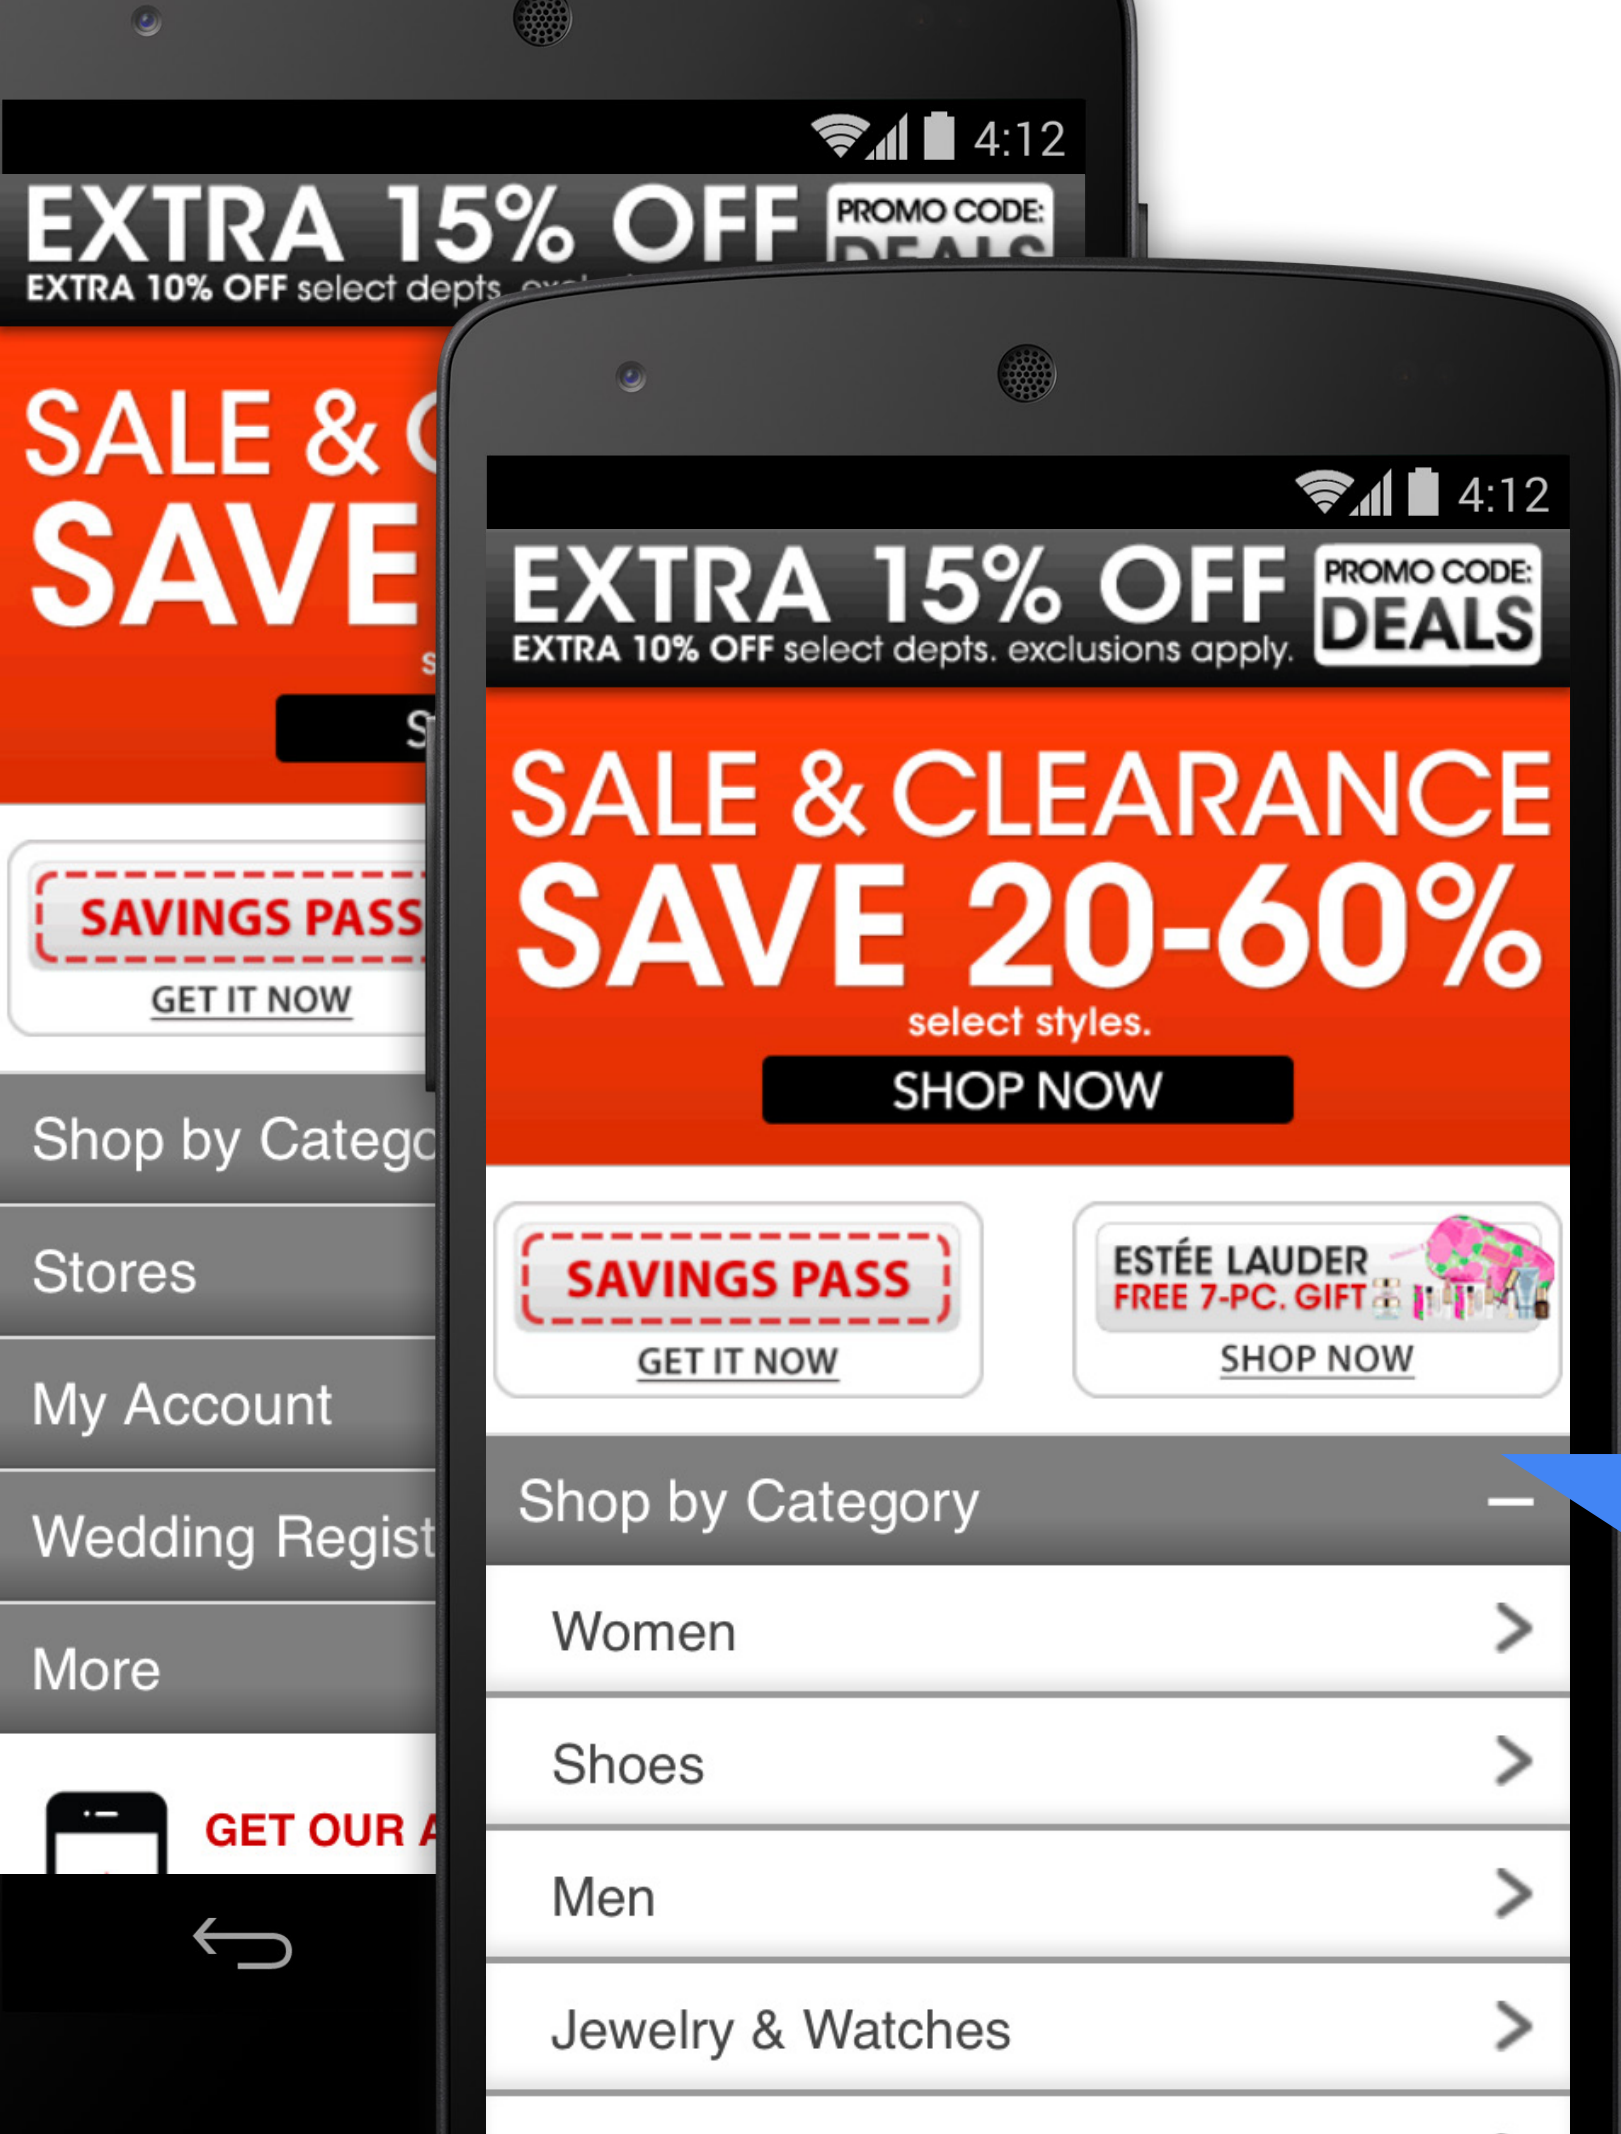 4:12
EXTRA 15% OFF
PROMO CODE:
DEALS
EXTRA 10% OFF select depts.
SALE &
SAVE
SAVINGS PASS
GET IT NOW
Shop by
Stores
My Account
Wedding
More
GET OUR
4:12
EXTRA 15% OFF
EXTRA 10% OFF select depts. exclusions apply.
PROMO CODE:
DEALS
SALE & CLEARANCE
SAVE 20-60%
select styles.
SHOP NOW
SAVINGS PASS
GET IT NOW
ESTÉE LAUDER
FREE 7-PC. GIFT
SHOP NOW
Shop by Category
Women
Shoes
Men
Jewelry & Watches